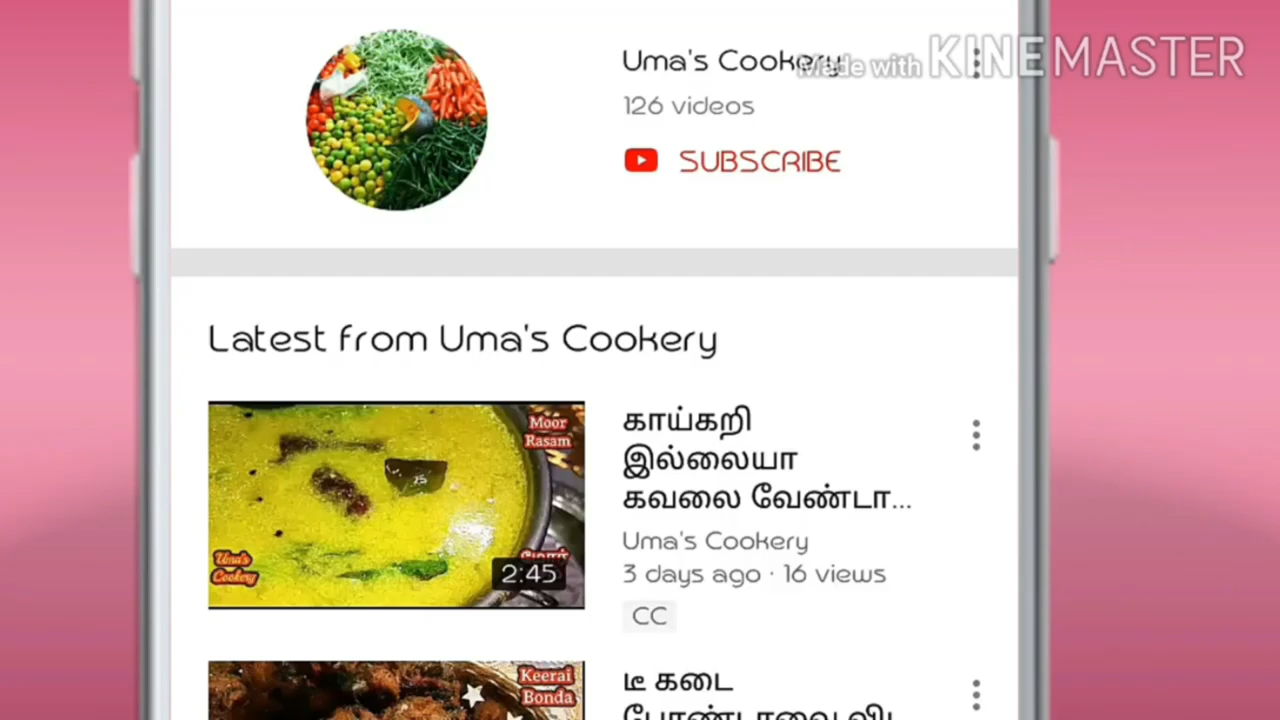 Uma's Cookery
Made with KINEMASTER
126 videos
SUBSCRIBE
Latest from Uma's Cookery
Moor
Rasam
Uma's
Cookery
மோர்
2:45
காய்கறி
இல்லையா
கவலை வேண்டா...
Uma's Cookery
3 days ago · 16 views
CC
Keerai
Bonda
டீ கடை